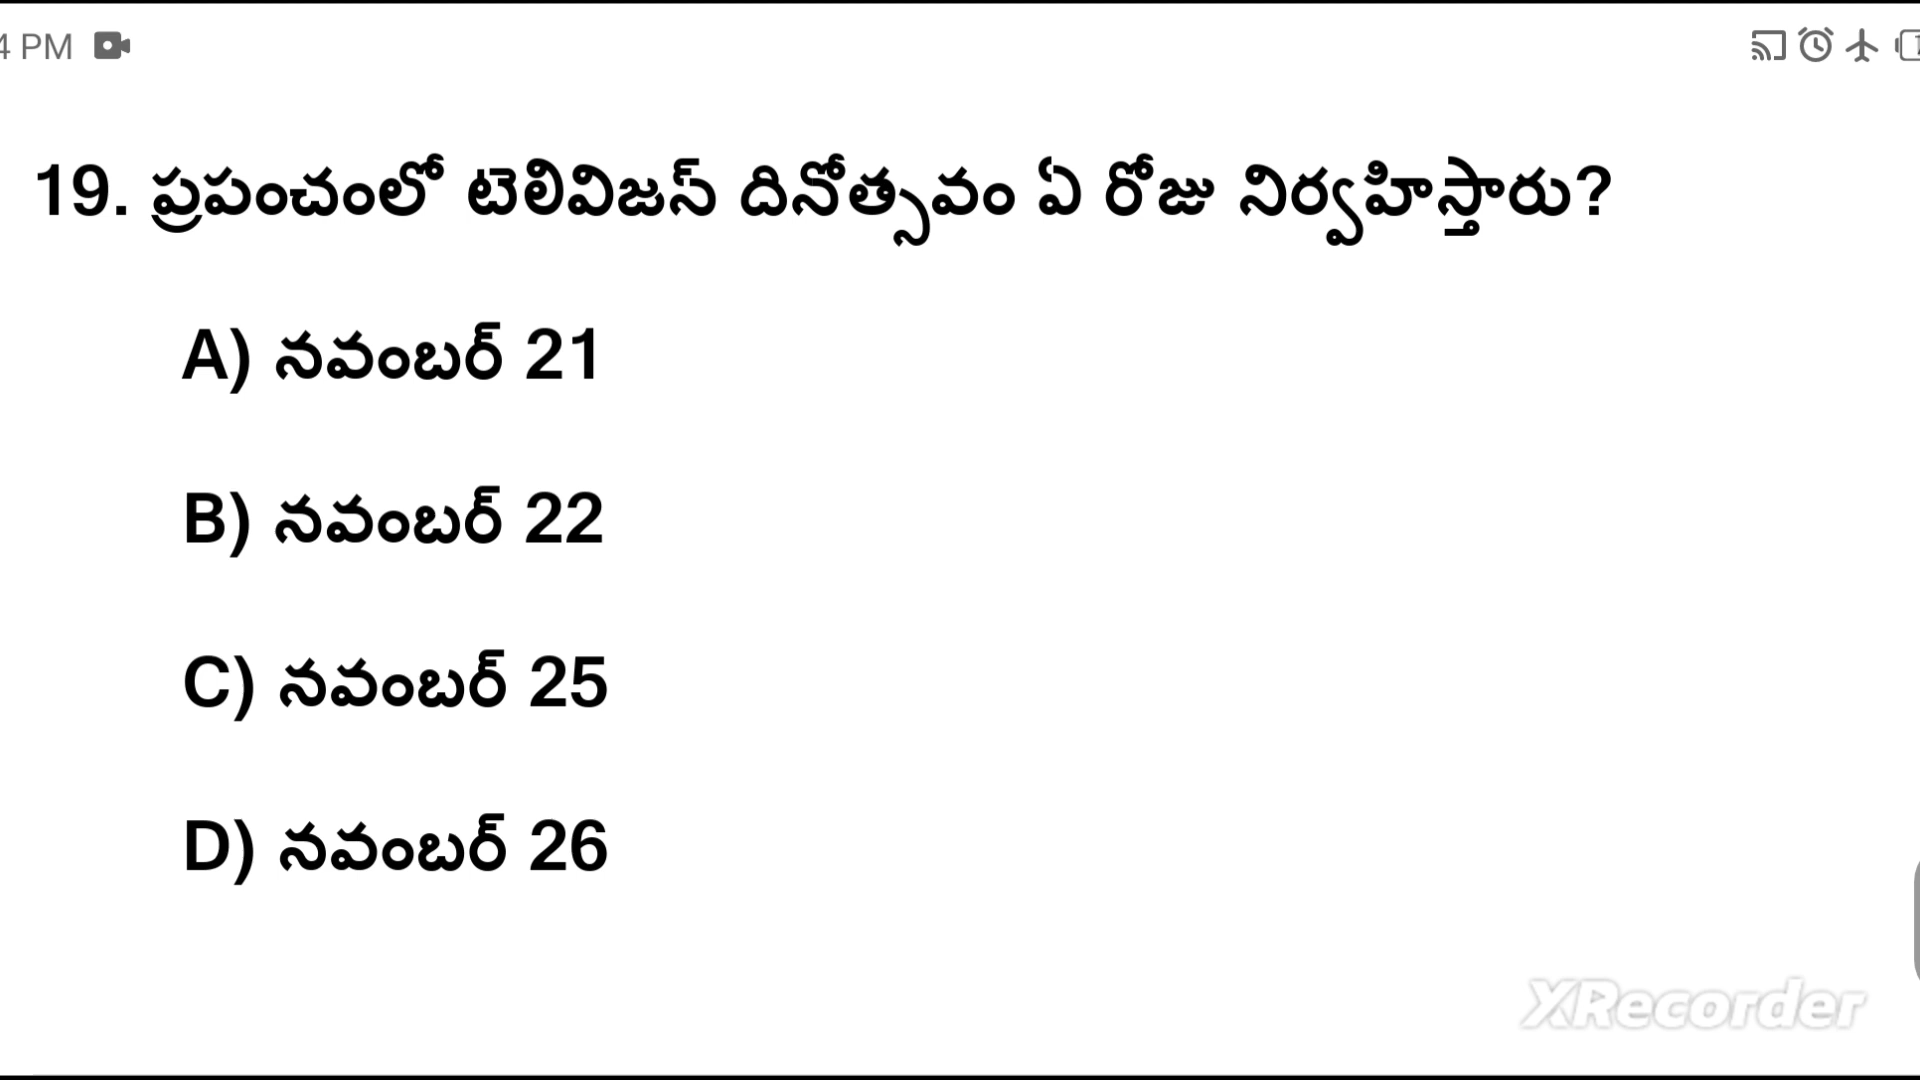 4 PM
19. ప్రపంచంలో టెలివిజస్ దినోత్సవం ఏ రోజు నిర్వహిస్తారు?
A) నవంబర్ 21
B) నవంబర్ 22
C) నవంబర్ 25
D) నవంబర్ 26
XRecorder